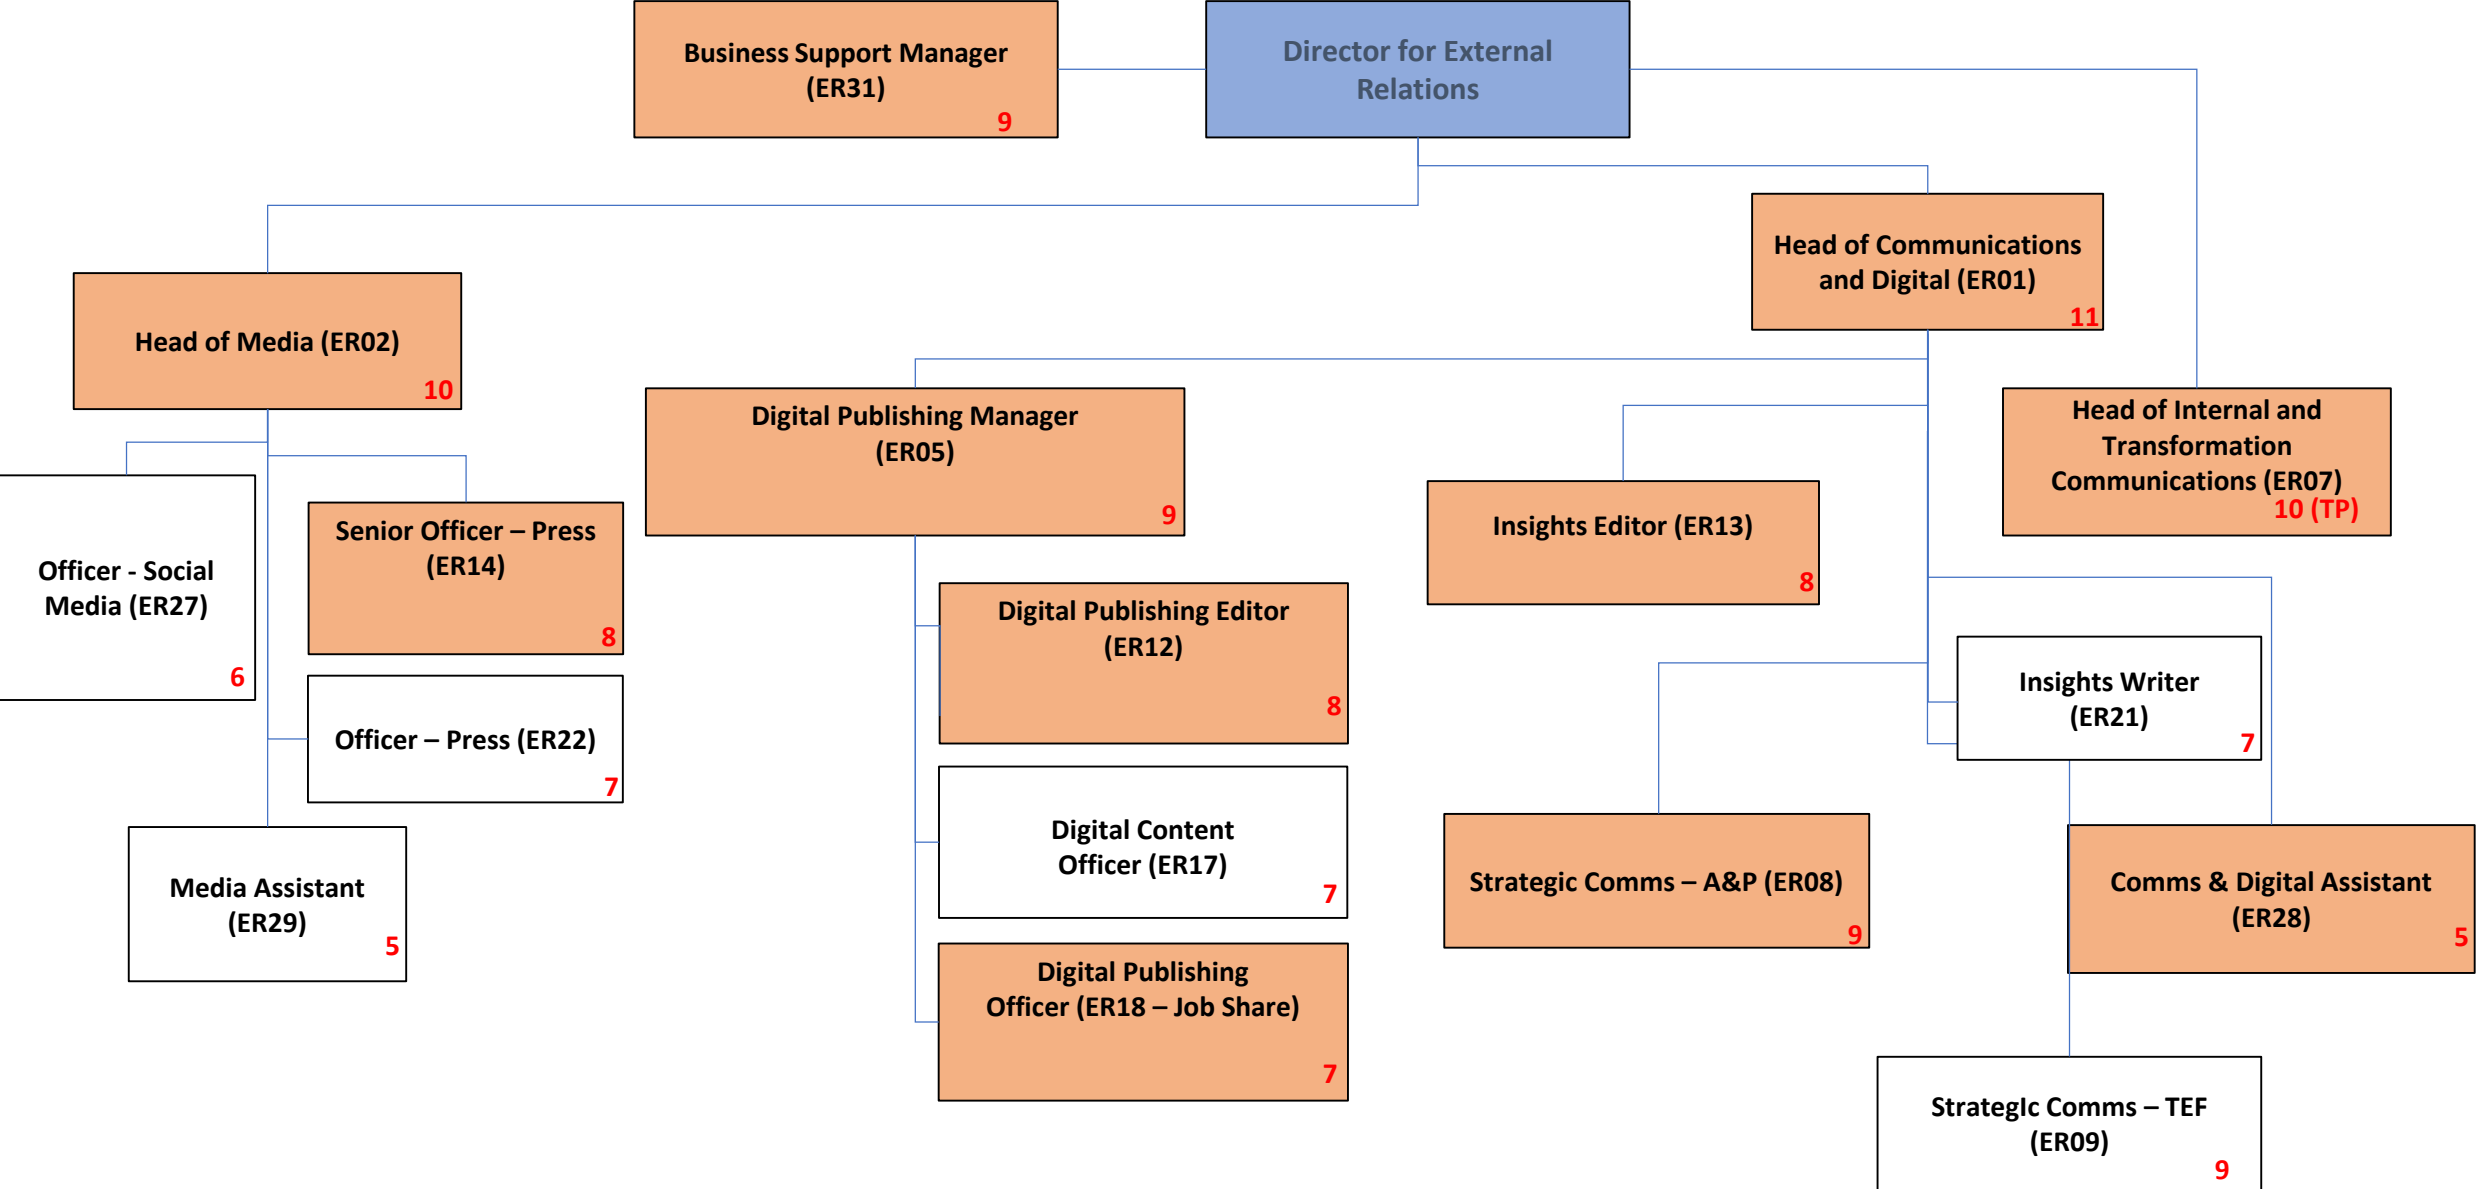 Business Support Manager
(ER31)
9
Director for External
Relations
Head of Communications
and Digital (ER01)
11
Head of Media (ER02)
10
Digital Publishing Manager
(ER05)
9
Head of Internal and
Transformation
Communications (ER07)
10 (TP)
Officer - Social
Media (ER27)
6
Senior Officer – Press
(ER14)
8
Insights Editor (ER13)
8
Digital Publishing Editor
(ER12)
8
Insights Writer
(ER21)
7
Officer – Press (ER22)
7
Digital Content
Officer (ER17)
7
Media Assistant
(ER29)
5
Strategic Comms – A&P (ER08)
9
Comms & Digital Assistant
(ER28)
5
Digital Publishing
Officer (ER18 – Job Share)
7
StrategIc Comms – TEF
(ER09)
9